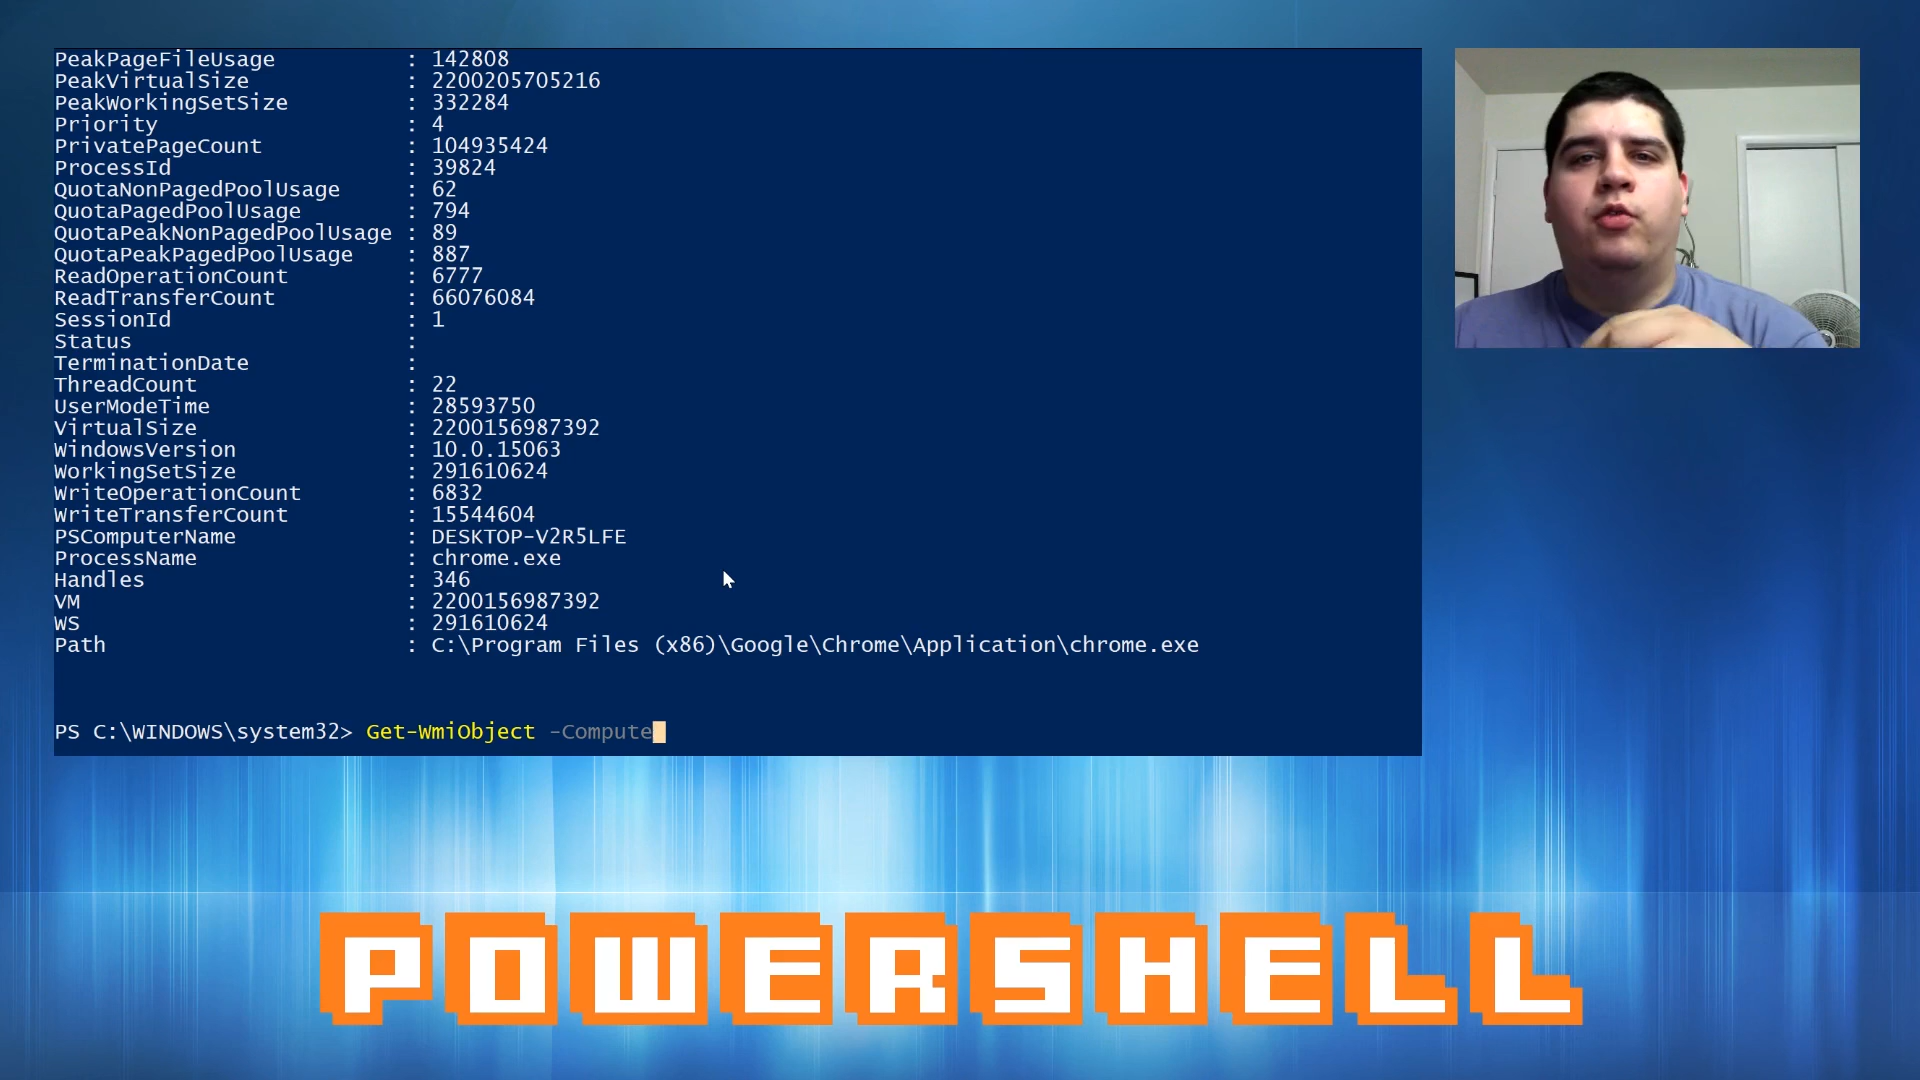 PeakPageFileUsage : 142808
PeakVirtualSize : 2200205705216
PeakWorkingSetSize : 332284
Priority : 4
PrivatePageCount : 104935424
ProcessId : 39824
QuotaNonPagedPoolUsage : 62
QuotaPagedPoolUsage : 794
QuotaPeakNonPagedPoolUsage : 89
QuotaPeakPagedPoolUsage : 887
ReadOperationCount : 6777
ReadTransferCount : 66076084
SessionId : 1
Status :
TerminationDate :
ThreadCount : 22
UserModeTime : 28593750
VirtualSize : 2200156987392
WindowsVersion : 10.0.15063
WorkingSetSize : 291610624
WriteOperationCount : 6832
WriteTransferCount : 15544604
PSComputerName : DESKTOP-V2R5LFE
ProcessName : chrome.exe
Handles : 346
VM : 2200156987392
WS : 291610624
Path : C:\Program Files (x86)\Google\Chrome\Application\chrome.exe
PS C:\WINDOWS\system32> Get-WmiObject -Compute
POWERSHELL